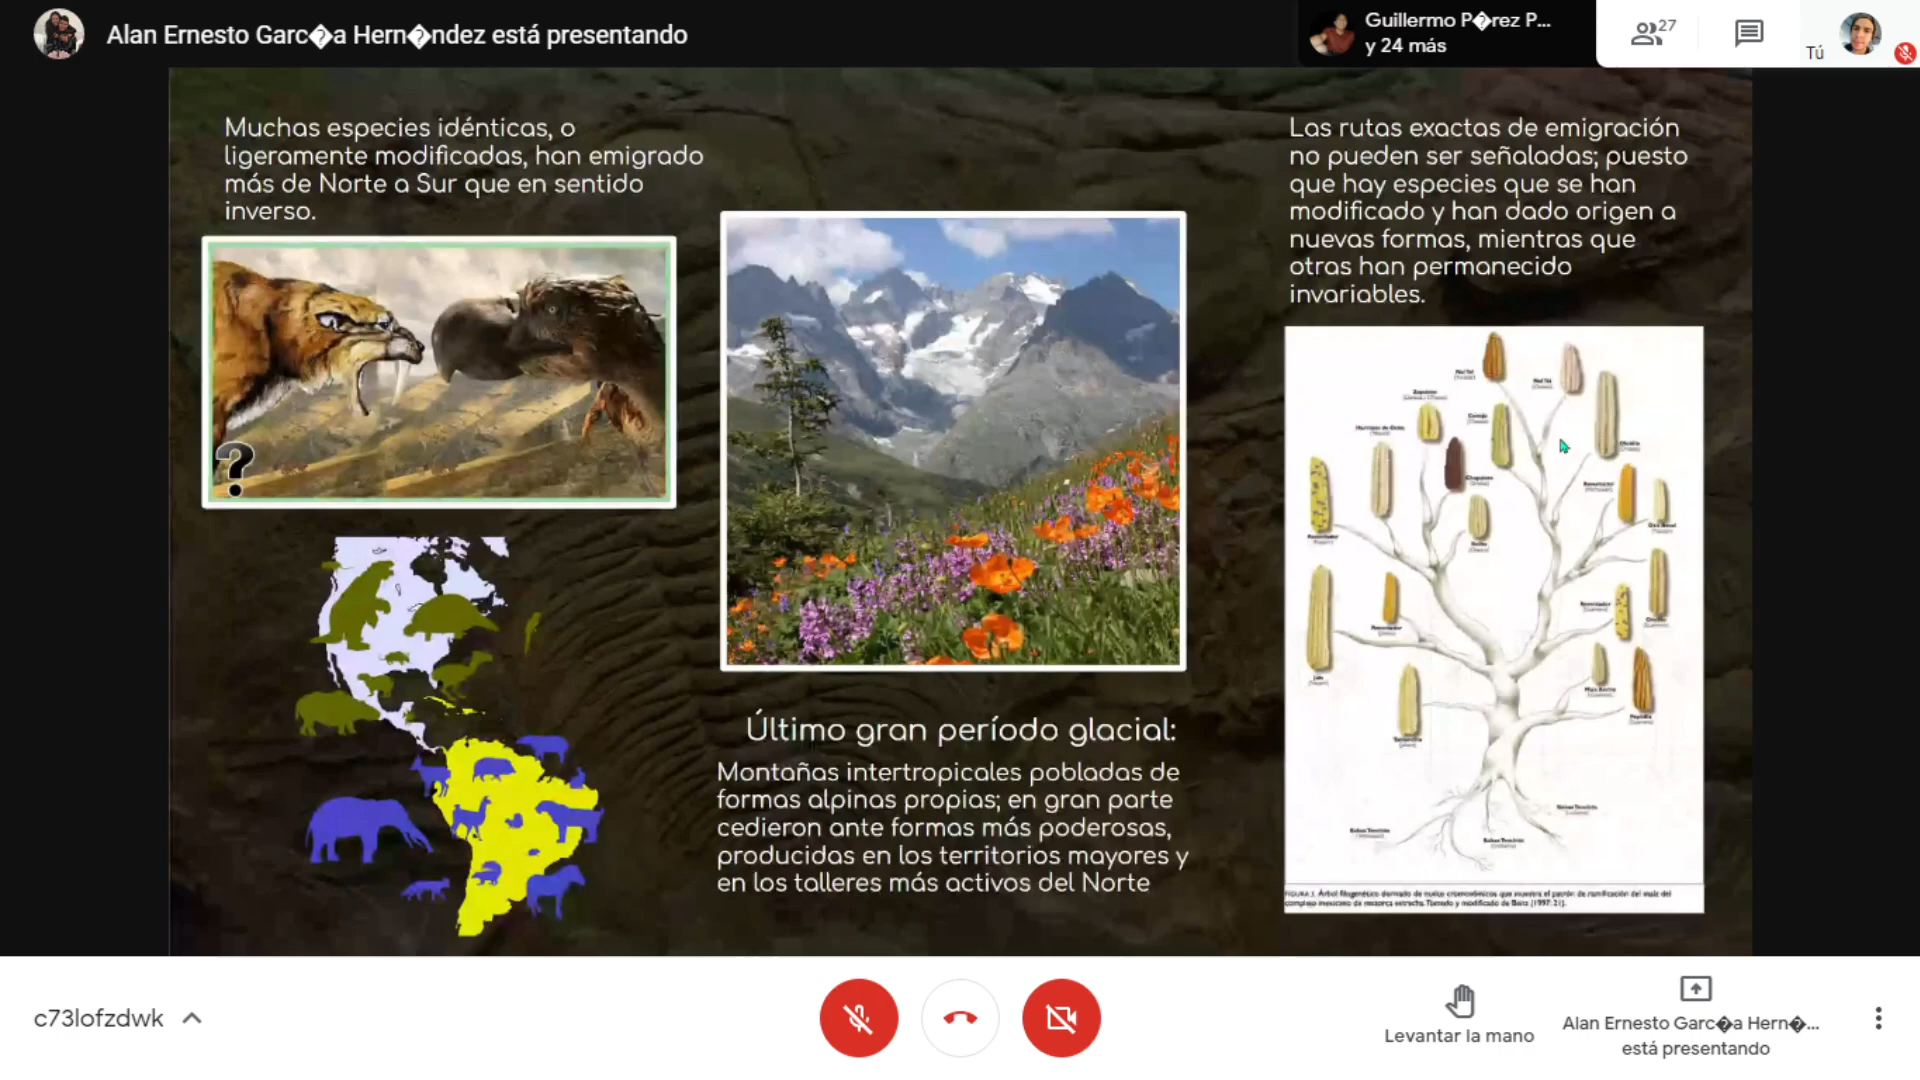 Alan Ernesto Garc�a Hern�ndez está presentando
Guillermo P�rez P...
y 24 más
27
Tú
Muchas especies idénticas, o
ligeramente modificadas, han emigrado
más de Norte a Sur que en sentido
inverso.
?
Último gran período glacial:
Montañas intertropicales pobladas de
formas alpinas propias; en gran parte
cedieron ante formas más poderosas,
producidas en los territorios mayores y
en los talleres más activos del Norte
Las rutas exactas de emigración
no pueden ser señaladas; puesto
que hay especies que se han
modificado y han dado origen a
nuevas formas, mientras que
otras han permanecido
invariables.
c73lofzdwk
Levantar la mano
Alan Ernesto Garc�a Hern�...
está presentando